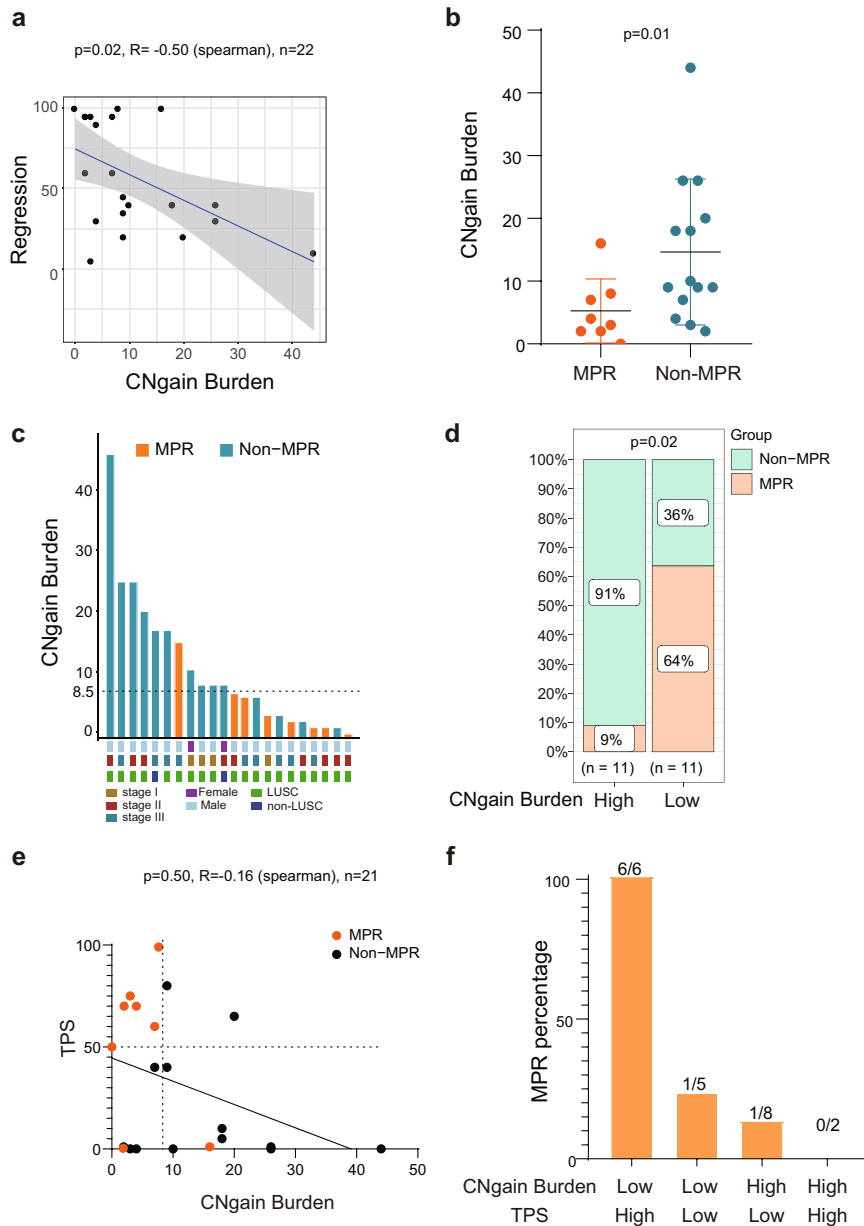 a
p=0.02, R= -0.50 (spearman), n=22
Regression
100
50
0
0 10 20 30 40
CNgain Burden
b
p=0.01
CNgain Burden
50
40
30
20
10
0
MPR Non-MPR
c
MPR Non−MPR
CNgain Burden
40
30
20
10
8.5
0
stage I Female LUSC
stage II Male non-LUSC
stage III
d
p=0.02
Group
Non−MPR
MPR
100%
90%
80%
70%
60%
50%
40%
30%
20%
10%
0%
36%
91%
64%
9%
(n = 11) (n = 11)
CNgain Burden High Low
e
p=0.50, R=-0.16 (spearman), n=21
MPR
Non−MPR
TPS
100
50
0
0 10 20 30 40 50
CNgain Burden
f
MPR percentage
100
50
0
6/6
1/5
1/8
0/2
CNgain Burden Low Low High High
TPS High Low Low High